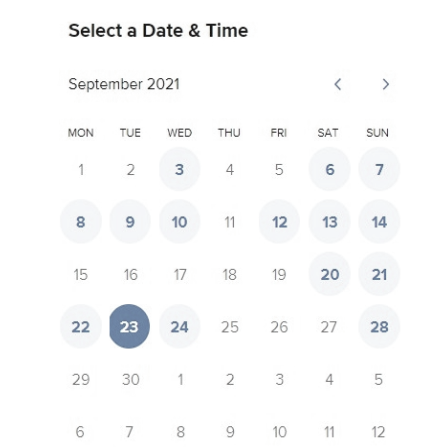 Select a Date & Time
September 2021
MON TUE WED THU FRI SAT SUN
1 2 3 4 5 6 7
8 9 10 11 12 13 14
15 16 17 18 19 20 21
22 23 24 25 26 27 28
29 30 1 2 3 4 5
6 7 8 9 10 11 12